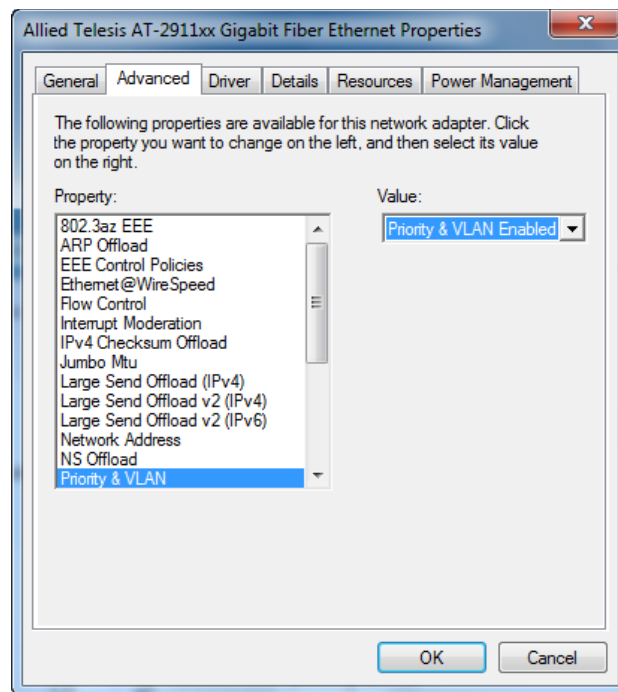 Allied Telesis AT-2911xx Gigabit Fiber Ethernet Properties
General Advanced Driver Details Resources Power Management
The following properties are available for this network adapter. Click
the property you want to change on the left, and then select its value
on the right.
Property:
802.3az EEE
ARP Offload
EEE Control Policies
Ethernet@WireSpeed
Flow Control
Interrupt Moderation
IPv4 Checksum Offload
Jumbo Mtu
Large Send Offload (IPv4)
Large Send Offload v2 (IPv4)
Large Send Offload v2 (IPv6)
Network Address
NS Offload
Priority & VLAN
Value:
Priority & VLAN Enabled
OK Cancel